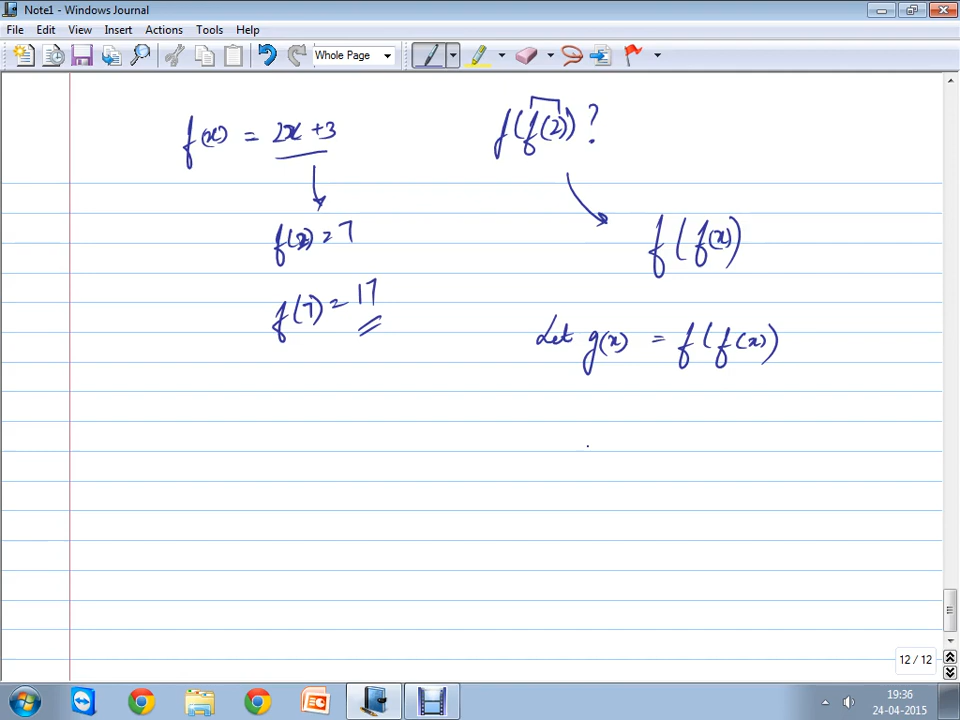 Note1 - Windows Journal
File Edit View Insert Actions Tools Help
Whole Page
f(x) = 2x + 3
f(f(2)) ?
f(2) = 7
f(f(x))
f(7) = 17
Let g(x) = f(f(x)
12 / 12
19:36
24-04-2015